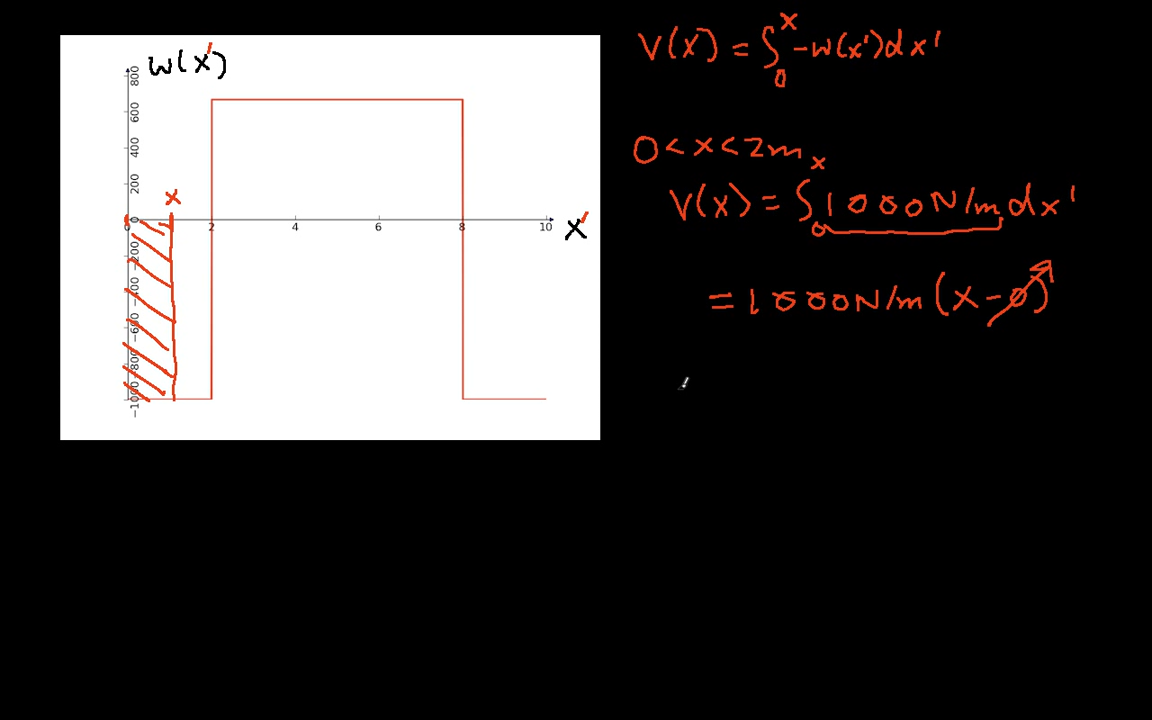 w(x')
800
600
400
200
0
-200
-400
-600
-800
-1000
2 4 6 8 10
x'
x
V(x) = ∫₀ˣ -w(x')dx'
0 < x < 2m
V(x) = ∫₀ˣ 1000N/m dx'
= 1000N/m (x-0)